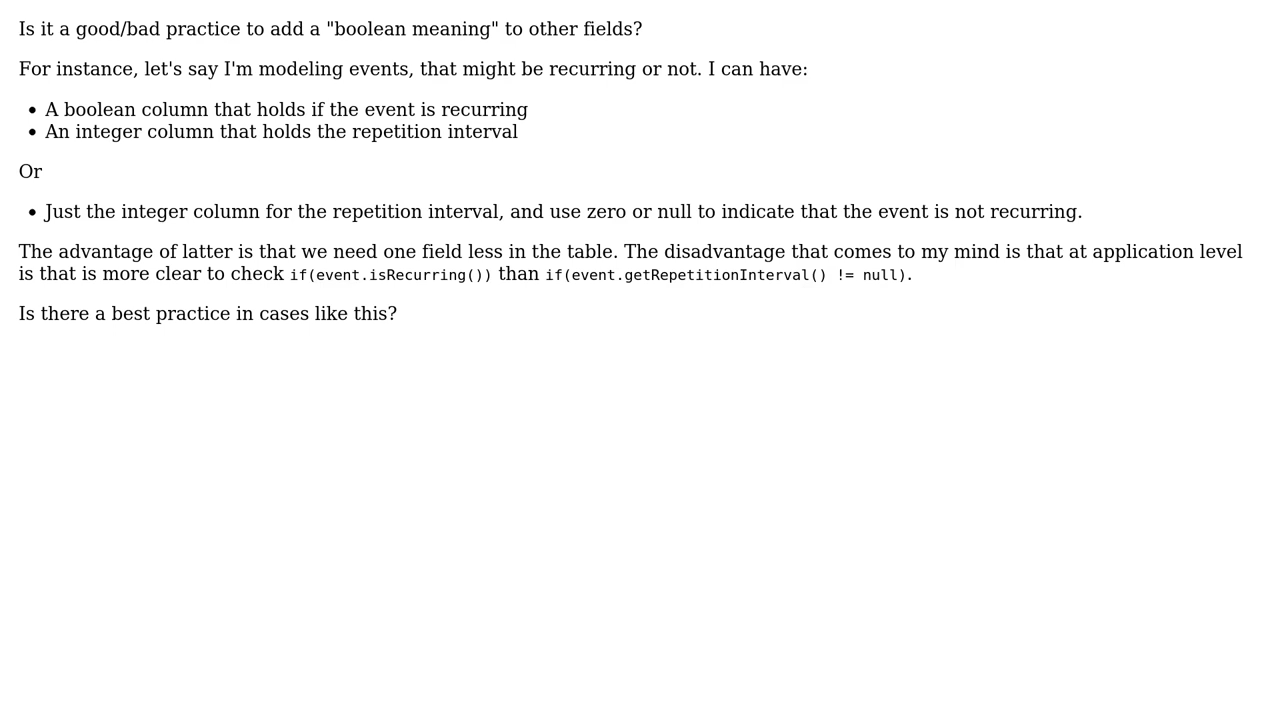 Is it a good/bad practice to add a "boolean meaning" to other fields?
For instance, let's say I'm modeling events, that might be recurring or not. I can have:
• A boolean column that holds if the event is recurring
• An integer column that holds the repetition interval
Or
• Just the integer column for the repetition interval, and use zero or null to indicate that the event is not recurring.
The advantage of latter is that we need one field less in the table. The disadvantage that comes to my mind is that at application level
is that is more clear to check if(event.isRecurring()) than if(event.getRepetitionInterval() != null).
Is there a best practice in cases like this?